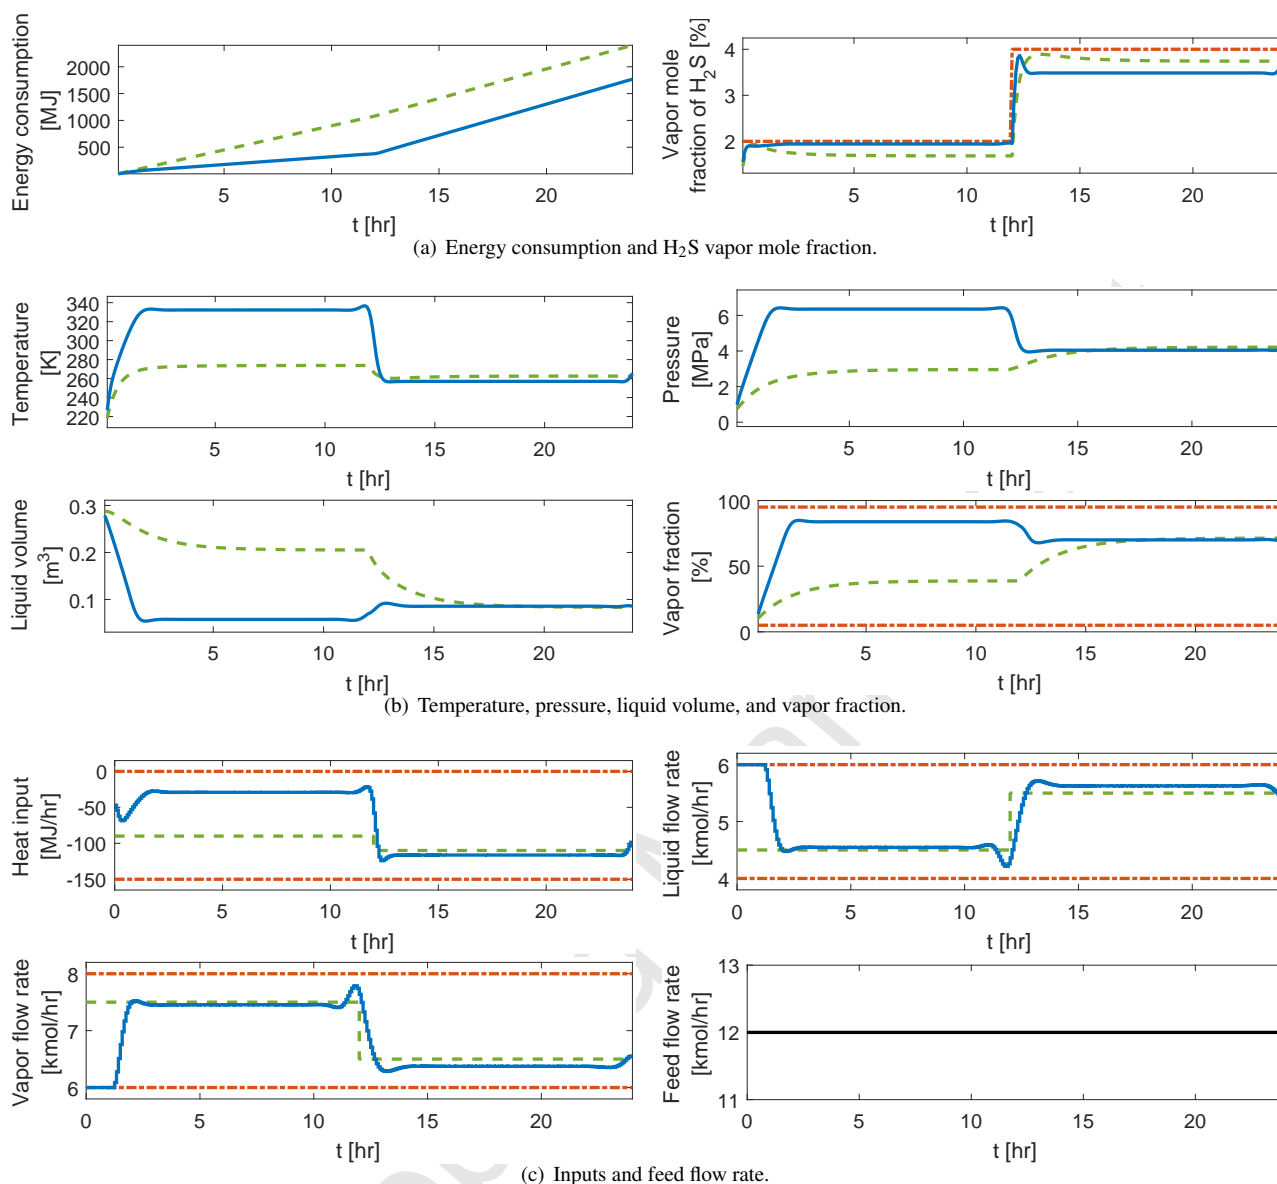 Energy consumption
[MJ]
2000
1500
1000
500
5
10
15
20
t [hr]
Vapor mole
fraction of H₂S [%]
4
3
2
5
10
15
20
t [hr]
(a) Energy consumption and H₂S vapor mole fraction.
Temperature
[K]
340
320
300
280
260
240
220
5
10
15
20
t [hr]
Pressure
[MPa]
6
4
2
0
5
10
15
20
t [hr]
Liquid volume
[m³]
0.3
0.2
0.1
5
10
15
20
t [hr]
Vapor fraction
[%]
100
50
0
5
10
15
20
t [hr]
(b) Temperature, pressure, liquid volume, and vapor fraction.
Heat input
[MJ/hr]
0
-50
-100
-150
0
5
10
15
20
t [hr]
Liquid flow rate
[kmol/hr]
6
5
4
0
5
10
15
20
t [hr]
Vapor flow rate
[kmol/hr]
8
7
6
0
5
10
15
20
t [hr]
Feed flow rate
[kmol/hr]
13
12
11
0
5
10
15
20
t [hr]
(c) Inputs and feed flow rate.